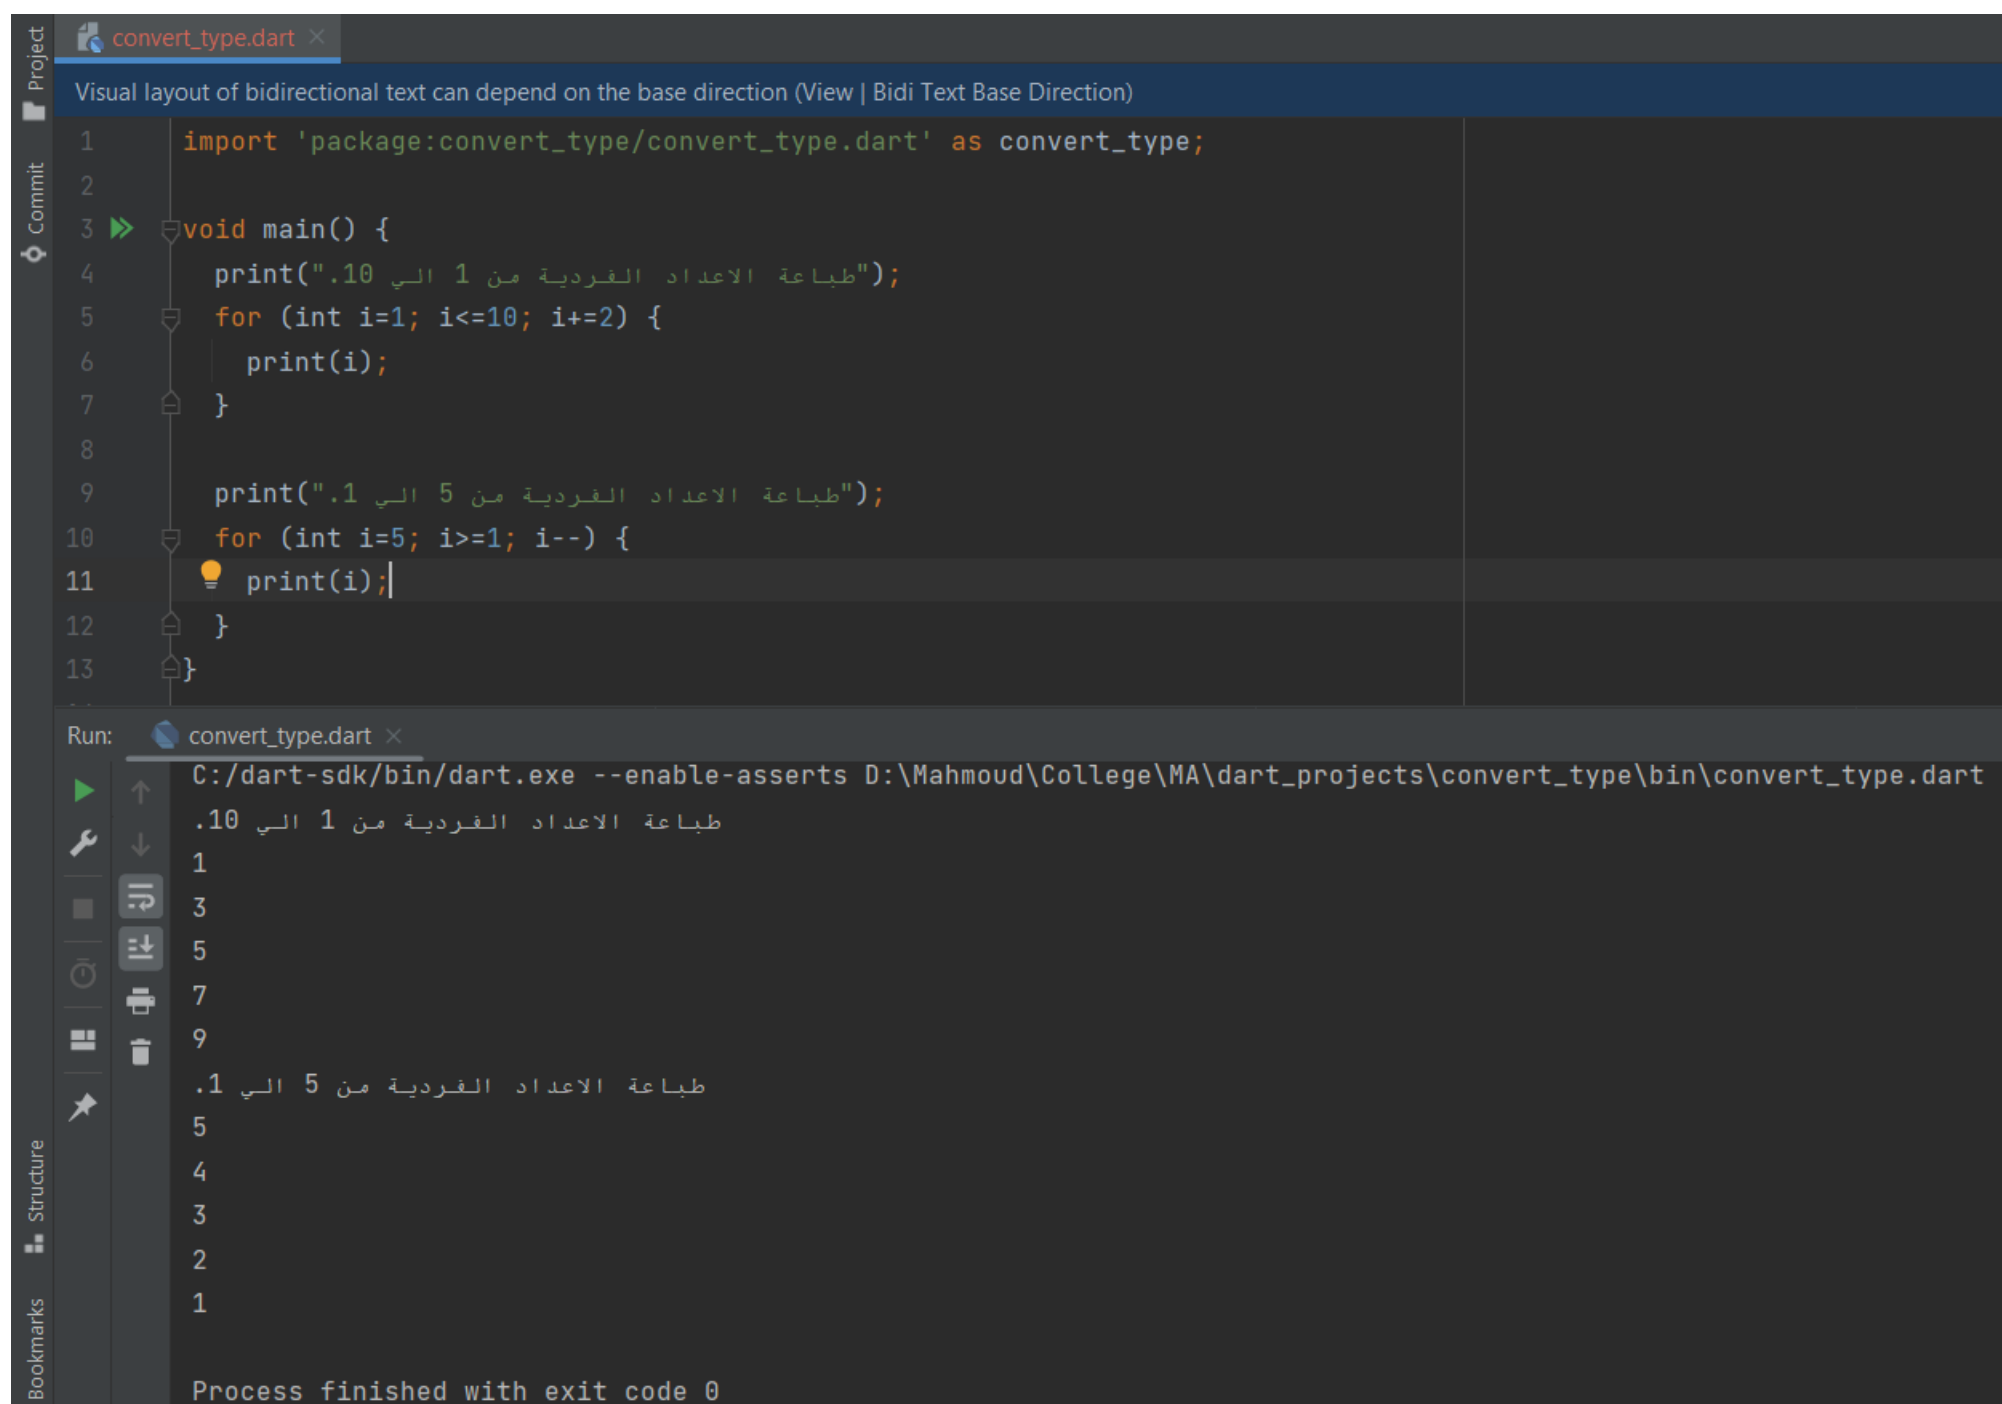 Project
Commit
Structure
Bookmarks
convert_type.dart
Visual layout of bidirectional text can depend on the base direction (View | Bidi Text Base Direction)
1 import 'package:convert_type/convert_type.dart' as convert_type;
2
3 void main() {
4 print("طباعة الاعداد الفردية من 1 الي 10.");
5 for (int i=1; i<=10; i+=2) {
6 print(i);
7 }
8
9 print("طباعة الاعداد الفردية من 5 الي 1.");
10 for (int i=5; i>=1; i--) {
11 print(i);
12 }
13 }
Run: convert_type.dart
C:/dart-sdk/bin/dart.exe --enable-asserts D:\Mahmoud\College\MA\dart_projects\convert_type\bin\convert_type.dart
طباعة الاعداد الفردية من 1 الي 10.
1
3
5
7
9
طباعة الاعداد الفردية من 5 الي 1.
5
4
3
2
1
Process finished with exit code 0